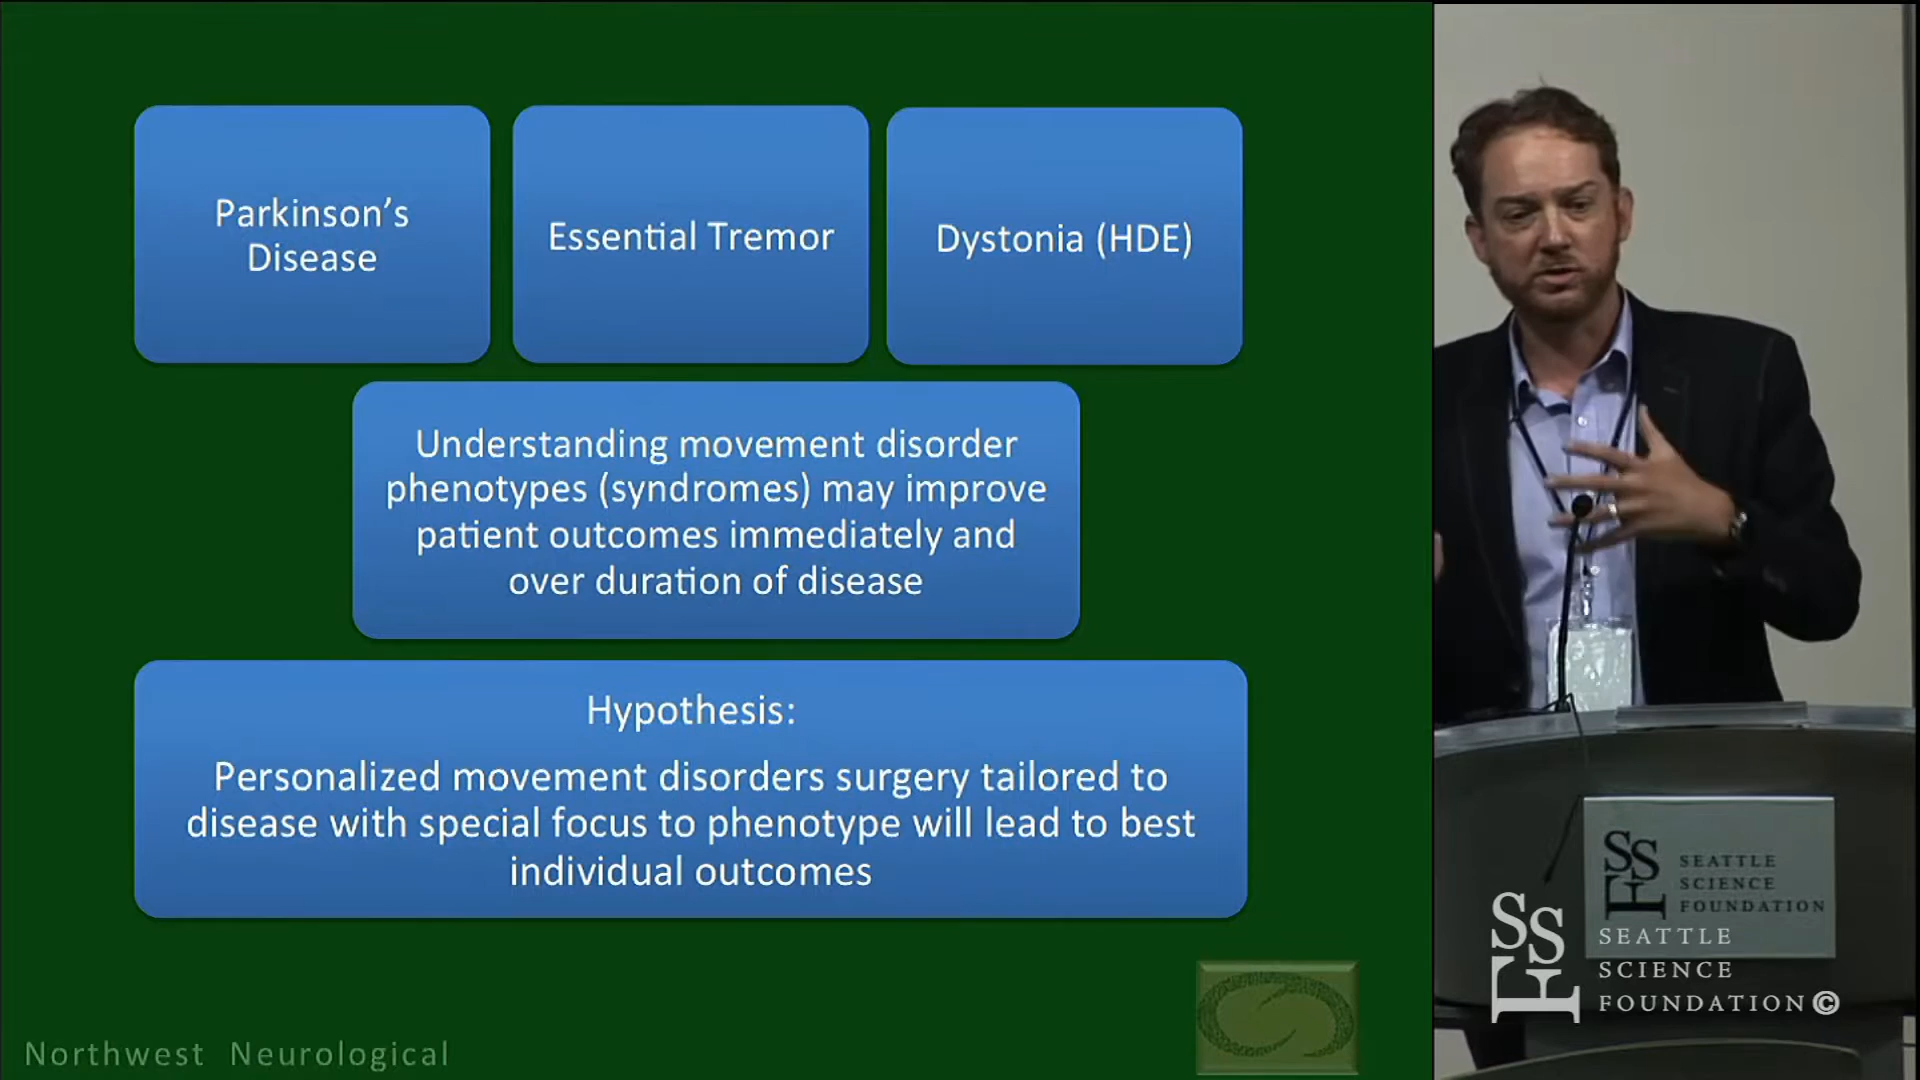 Parkinson’s
Disease
Essential Tremor
Dystonia (HDE)
Understanding movement disorder
phenotypes (syndromes) may improve
patient outcomes immediately and
over duration of disease
Hypothesis:
Personalized movement disorders surgery tailored to
disease with special focus to phenotype will lead to best
individual outcomes
Northwest Neurological
SSF
SEATTLE
SCIENCE
FOUNDATION
SSF
SEATTLE
SCIENCE
FOUNDATION©